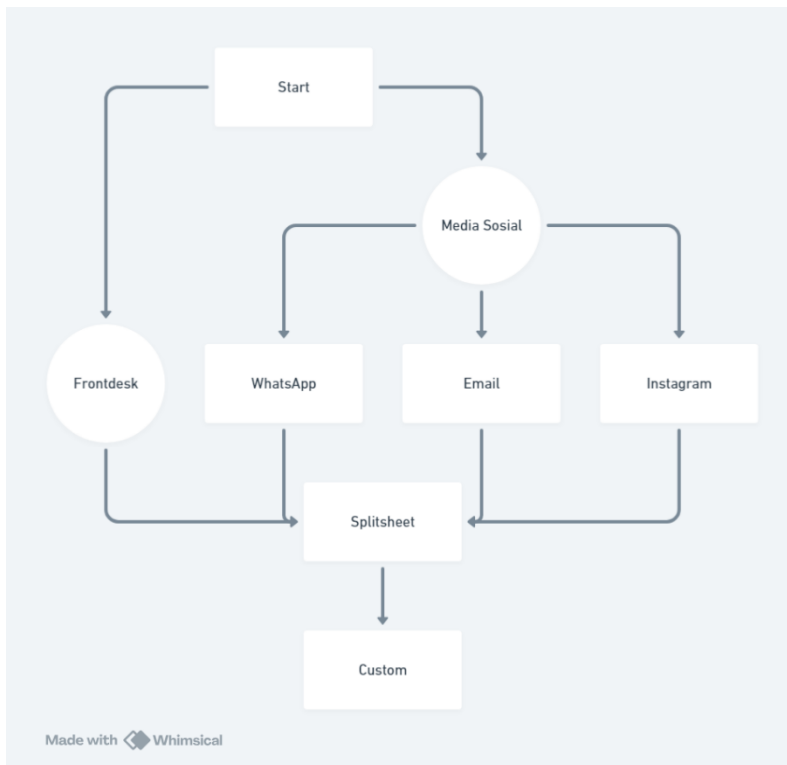 Start
Media Sosial
Frontdesk
WhatsApp
Email
Instagram
Splitsheet
Custom
Made with Whimsical